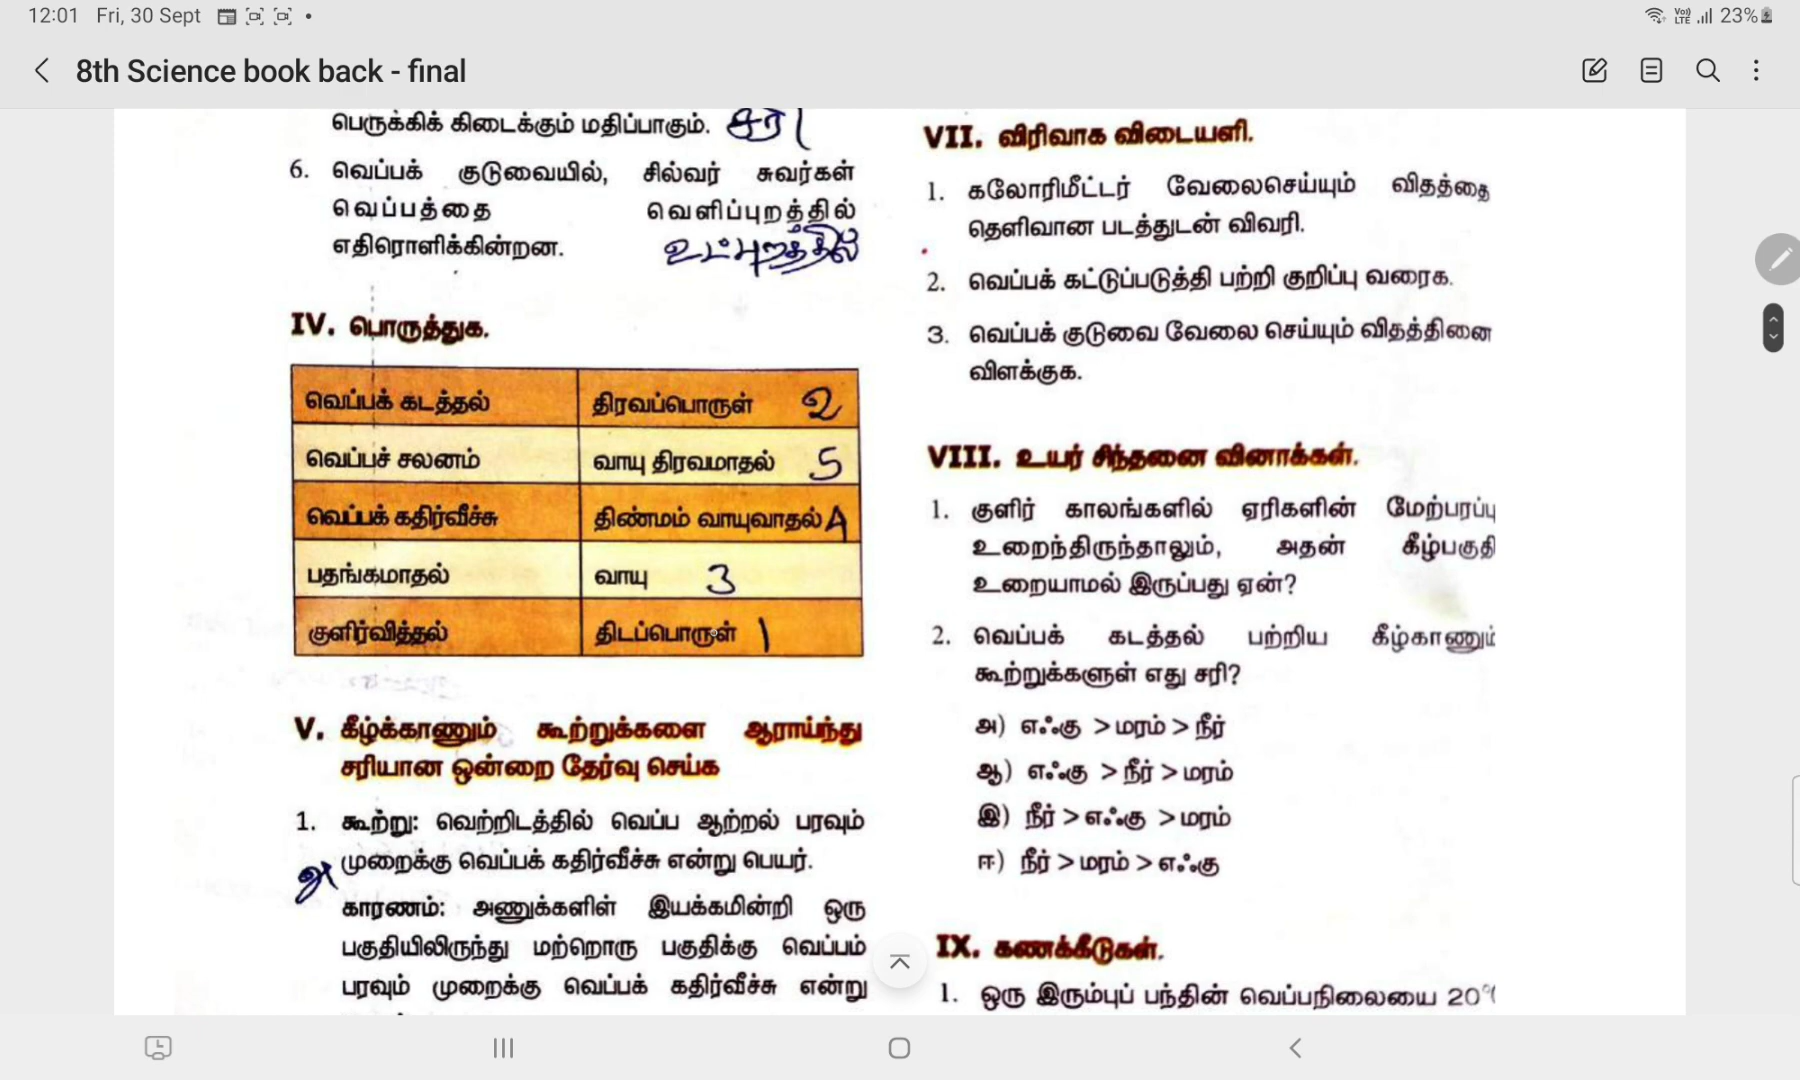 12:01 Fri, 30 Sept
23%
8th Science book back - final
பெருக்கிக் கிடைக்கும் மதிப்பாகும். சரி
6. வெப்பக் குடுவையில், சில்வர் சுவர்கள்
வெப்பத்தை வெளிப்புறத்தில்
எதிரொளிக்கின்றன. உட்புறத்தில்
IV. பொருத்துக.
வெப்பக் கடத்தல் திரவப்பொருள் 2
வெப்பச் சலனம் வாயு திரவமாதல் 5
வெப்பக் கதிர்வீச்சு திண்மம் வாயுவாதல் 4
பதங்கமாதல் வாயு 3
குளிர்வித்தல் திடப்பொருள் 1
V. கீழ்க்காணும் கூற்றுக்களை ஆராய்ந்து
சரியான ஒன்றை தேர்வு செய்க
1. கூற்று: வெற்றிடத்தில் வெப்ப ஆற்றல் பரவும்
முறைக்கு வெப்பக் கதிர்வீச்சு என்று பெயர்.
காரணம்: அணுக்களின் இயக்கமின்றி ஒரு
பகுதியிலிருந்து மற்றொரு பகுதிக்கு வெப்பம்
பரவும் முறைக்கு வெப்பக் கதிர்வீச்சு என்று
VII. விரிவாக விடையளி.
1. கலோரிமீட்டர் வேலைசெய்யும் விதத்தை
தெளிவான படத்துடன் விவரி.
2. வெப்பக் கட்டுப்படுத்தி பற்றி குறிப்பு வரைக.
3. வெப்பக் குடுவை வேலை செய்யும் விதத்தினை
விளக்குக.
VIII. உயர் சிந்தனை வினாக்கள்.
1. குளிர் காலங்களில் ஏரிகளின் மேற்பரப்பு
உறைந்திருந்தாலும், அதன் கீழ்பகுதி
உறையாமல் இருப்பது ஏன்?
2. வெப்பக் கடத்தல் பற்றிய கீழ்காணும்
கூற்றுக்களுள் எது சரி?
அ) எஃகு > மரம் > நீர்
ஆ) எஃகு > நீர் > மரம்
இ) நீர் > எஃகு > மரம்
ஈ) நீர் > மரம் > எஃகு
IX. கணக்கீடுகள்.
1. ஒரு இரும்புப் பந்தின் வெப்பநிலையை 20°